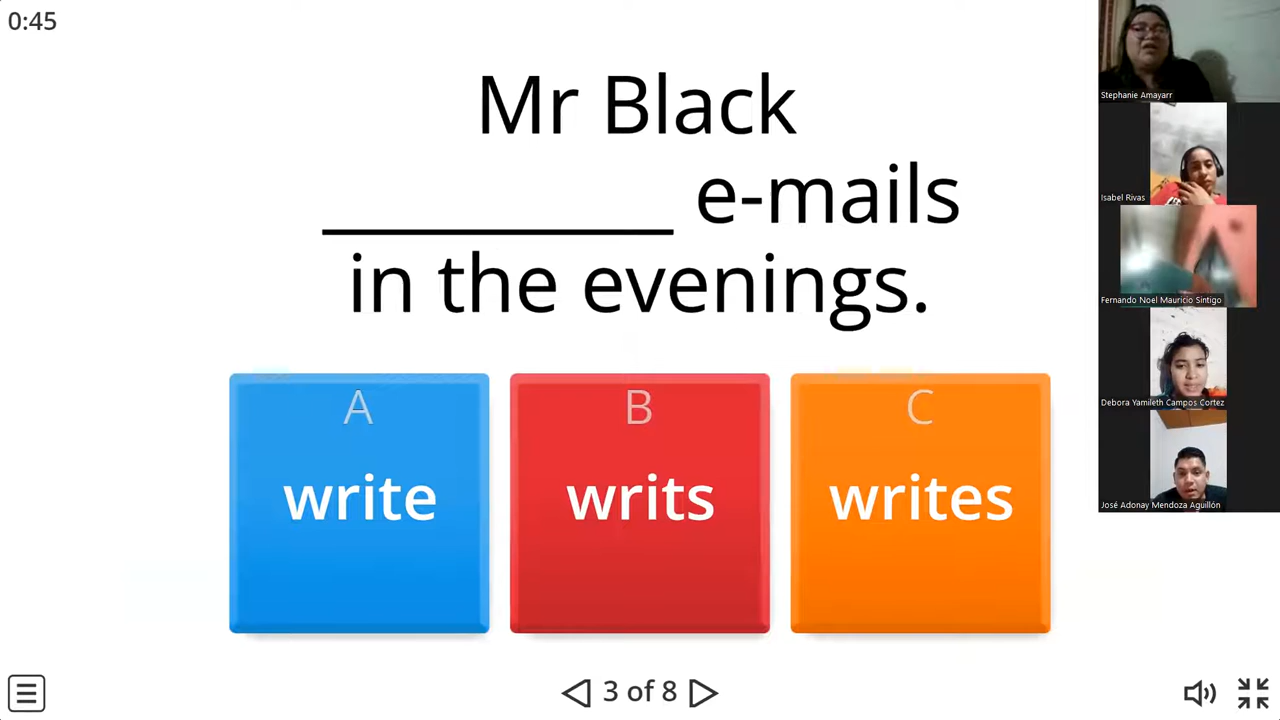 0:45
Mr Black
__________ e-mails
in the evenings.
A
write
B
writs
C
writes
3 of 8
Stephanie Amayarr
Isabel Rivas
Fernando Noel Mauricio Sintigo
Debora Yamileth Campos Cortez
José Adonay Mendoza Aguillón